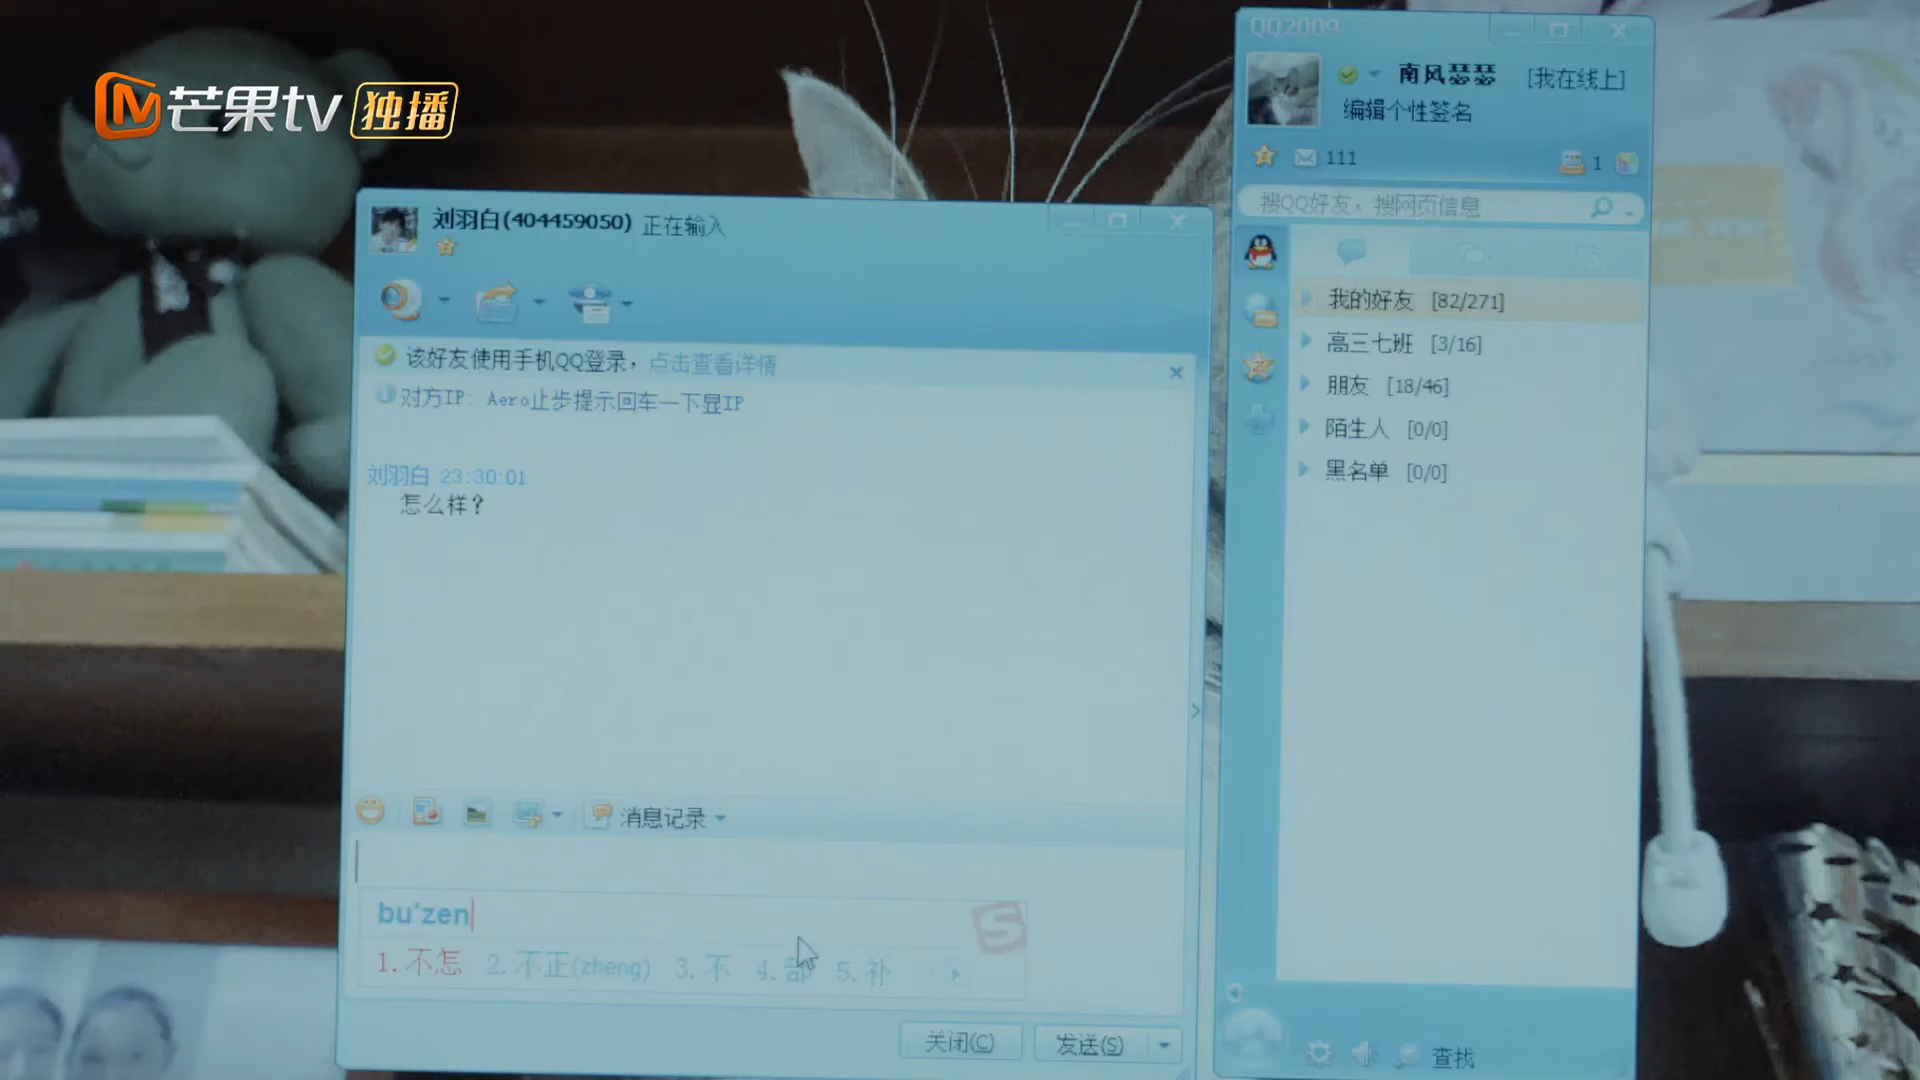 芒果tv 独播
QQ2009
南风瑟瑟 [我在线上]
编辑个性签名
111
1
搜QQ好友，搜网页信息
我的好友 [82/271]
高三七班 [3/16]
朋友 [18/46]
陌生人 [0/0]
黑名单 [0/0]
查找
刘羽白(404459050) 正在输入
该好友使用手机QQ登录，点击查看详情
对方IP: Aero止步提示回车一下显IP
刘羽白 23:30:01
怎么样？
消息记录
bu'zen
1.不怎 2.不正(zheng) 3.不 4.部 5.补
关闭(C) 发送(S)